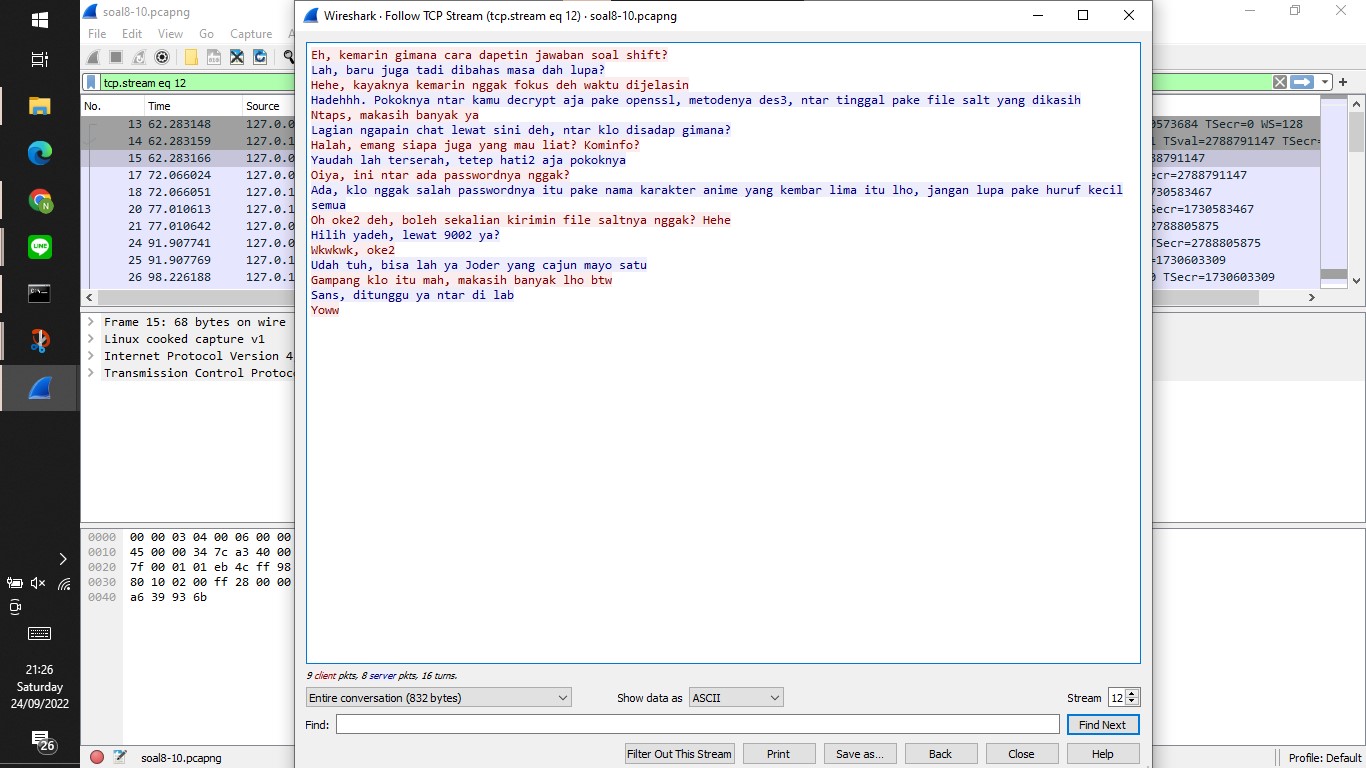 soal8-10.pcapng
File Edit View Go Capture A
tcp.stream eq 12
No. Time Source
13 62.283148 127.0.0
14 62.283159 127.0.1
15 62.283166 127.0.0
17 72.066024 127.0.0
18 72.066051 127.0.1
20 77.010613 127.0.1
21 77.010642 127.0.0
24 91.907741 127.0.1
25 91.907769 127.0.0
26 98.226188 127.0.1
Frame 15: 68 bytes on wire
Linux cooked capture v1
Internet Protocol Version 4
Transmission Control Protoc
0000 00 00 03 04 00 06 00 00
0010 45 00 00 34 7c a3 40 00
0020 7f 00 01 01 eb 4c ff 98
0030 80 10 02 00 ff 28 00 00
0040 a6 39 93 6b
Wireshark · Follow TCP Stream (tcp.stream eq 12) · soal8-10.pcapng
Eh, kemarin gimana cara dapetin jawaban soal shift?
Lah, baru juga tadi dibahas masa dah lupa?
Hehe, kayaknya kemarin nggak fokus deh waktu dijelasin
Hadehhh. Pokoknya ntar kamu decrypt aja pake openssl, metodenya des3, ntar tinggal pake file salt yang dikasih
Ntaps, makasih banyak ya
Lagian ngapain chat lewat sini deh, ntar klo disadap gimana?
Halah, emang siapa juga yang mau liat? Kominfo?
Yaudah lah terserah, tetep hati2 aja pokoknya
Oiya, ini ntar ada passwordnya nggak?
Ada, klo nggak salah passwordnya itu pake nama karakter anime yang kembar lima itu lho, jangan lupa pake huruf kecil
semua
Oh oke2 deh, boleh sekalian kirimin file saltnya nggak? Hehe
Hilih yadeh, lewat 9002 ya?
Wkwkwk, oke2
Udah tuh, bisa lah ya Joder yang cajun mayo satu
Gampang klo itu mah, makasih banyak lho btw
Sans, ditunggu ya ntar di lab
Yoww
9 client pkts, 8 server pkts, 16 turns.
Entire conversation (832 bytes) Show data as ASCII Stream 12
Find: Find Next
Filter Out This Stream Print Save as... Back Close Help
0573684 TSecr=0 WS=128
1 TSval=2788791147 TSecr=
88791147
=2788791147
730583467
Secr=1730583467
2788805875
TSecr=2788805875
=1730603309
0 TSecr=1730603309
21:26
Saturday
24/09/2022
26
soal8-10.pcapng
Profile: Default